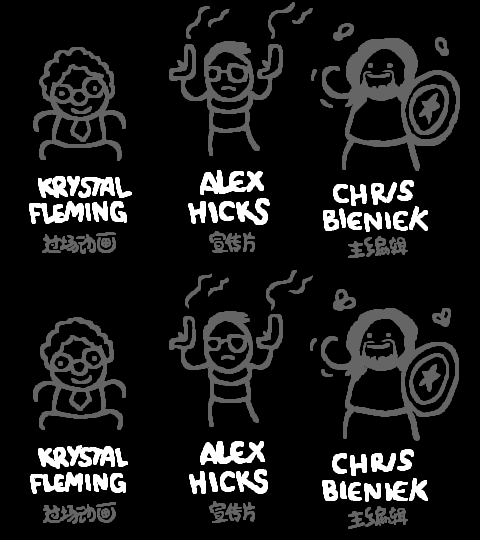 KRYSTAL
FLEMING
过场动画
ALEX
HICKS
宣传片
CHRIS
BIENIEK
主编辑
KRYSTAL
FLEMING
过场动画
ALEX
HICKS
宣传片
CHRIS
BIENIEK
主编辑